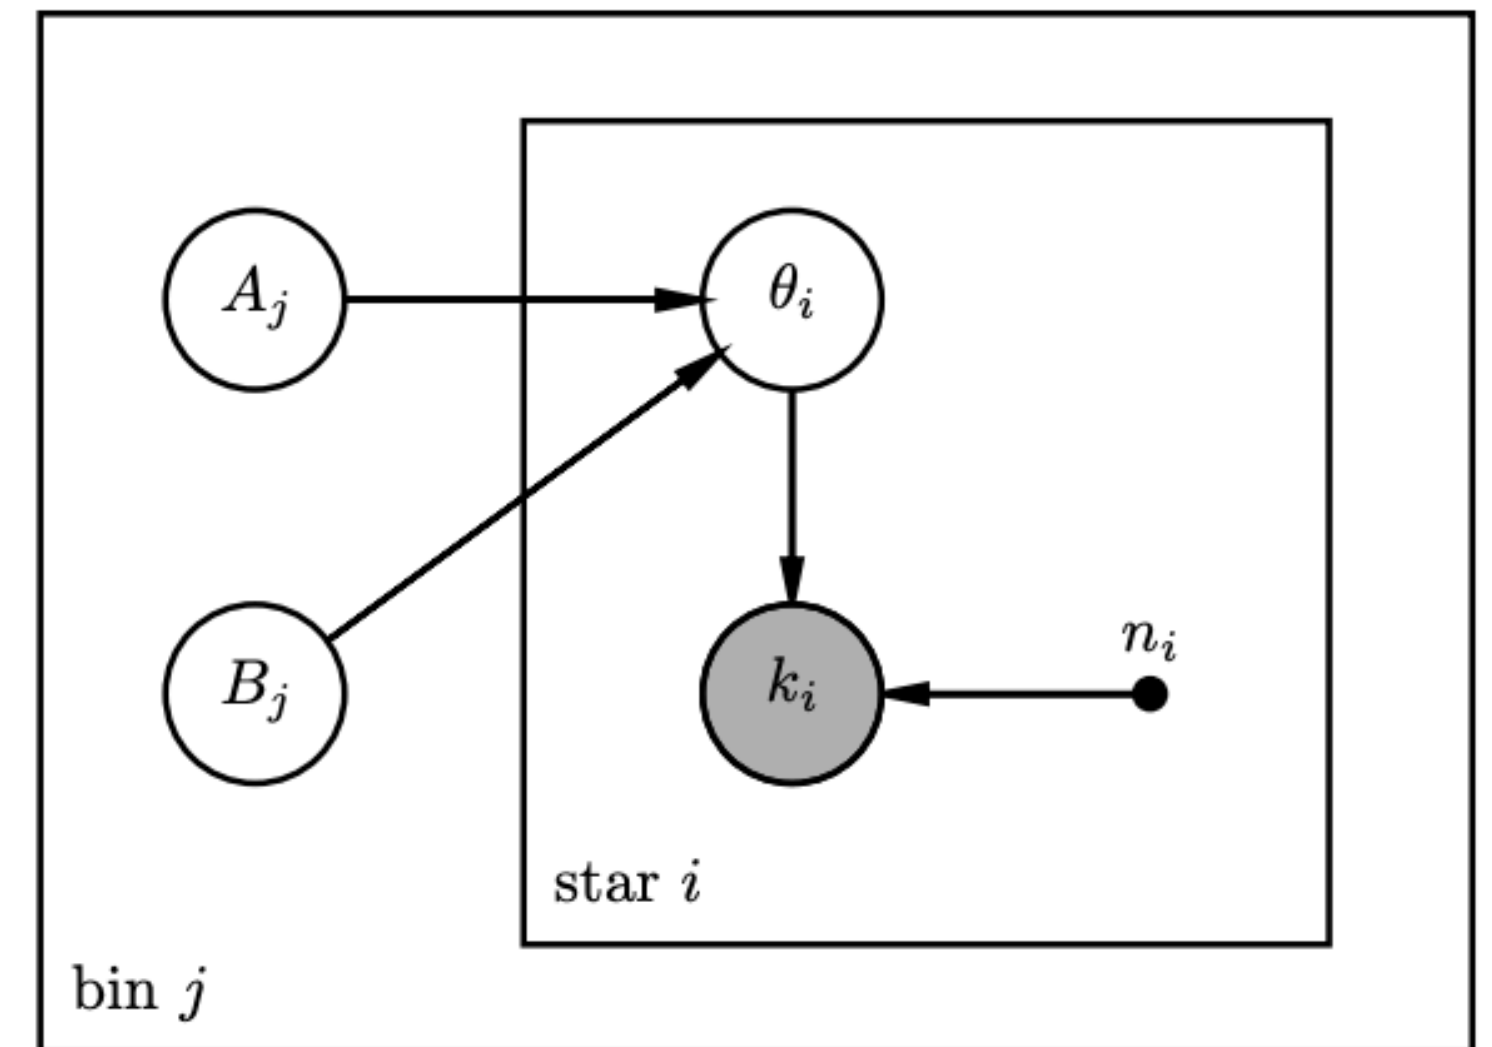 A_j
θ_i
B_j
k_i
n_i
star i
bin j